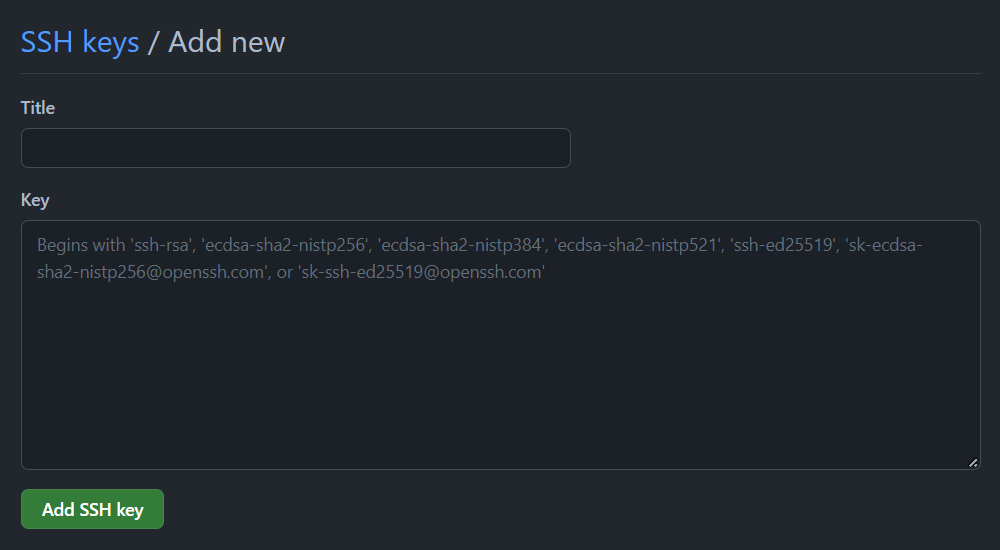 SSH keys / Add new
Title
Key
Begins with 'ssh-rsa', 'ecdsa-sha2-nistp256', 'ecdsa-sha2-nistp384', 'ecdsa-sha2-nistp521', 'ssh-ed25519', 'sk-ecdsa-
sha2-nistp256@openssh.com', or 'sk-ssh-ed25519@openssh.com'
Add SSH key